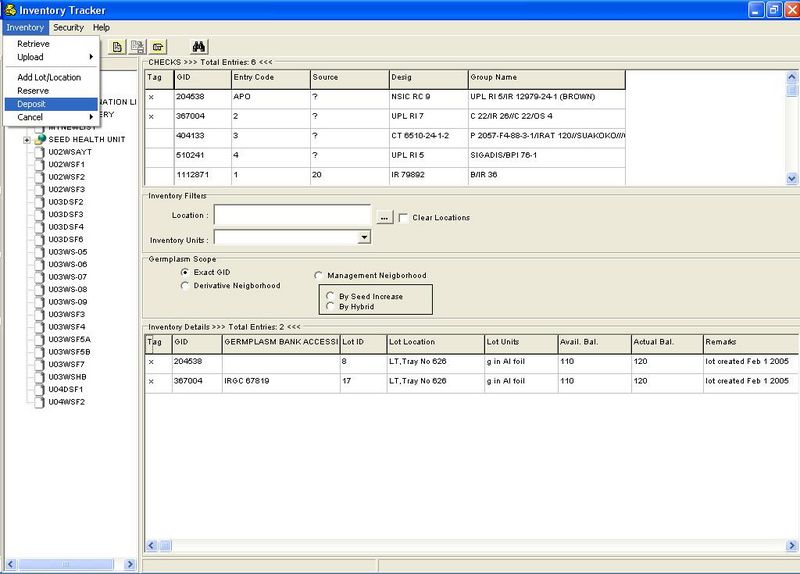 Inventory Tracker
Inventory Security Help
Retrieve
Upload
Add Lot/Location
Reserve
Deposit
Cancel
NATION LI
ERY
MYNEWLIST
SEED HEALTH UNIT
U02WSAYT
U02WSF1
U02WSF2
U02WSF3
U03DSF2
U03DSF3
U03DSF4
U03DSF6
U03WS-05
U03WS-06
U03WS-07
U03WS-08
U03WS-09
U03WSF3
U03WSF4
U03WSF5A
U03WSF5B
U03WSF7
U03WSHB
U04DSF1
U04WSF2
CHECKS >>> Total Entries: 6 <<<
Tag GID Entry Code Source Desig Group Name
x 204538 APO ? NSIC RC 9 UPL RI 5/IR 12979-24-1 (BROWN)
x 367004 2 ? UPL RI 7 C 22/IR 26//C 22/OS 4
404133 3 ? CT 6510-24-1-2 P 2057-F4-88-3-1/IRAT 120//SUAKOKO///
510241 4 ? UPL RI 5 SIGADIS/BPI 76-1
1112871 1 20 IR 79892 B/IR 36
Inventory Filters
Location : ... Clear Locations
Inventory Units :
Germplasm Scope
Exact GID Management Neigborhood
Derivative Neigborhood
By Seed Increase
By Hybrid
Inventory Details >>> Total Entries: 2 <<<
Tag GID GERMPLASM BANK ACCESSI Lot ID Lot Location Lot Units Avail. Bal. Actual Bal. Remarks
x 204538 8 LT,Tray No 626 g in Al foil 110 120 lot created Feb 1 2005
x 367004 IRGC 67819 17 LT,Tray No 626 g in Al foil 110 120 lot created Feb 1 2005